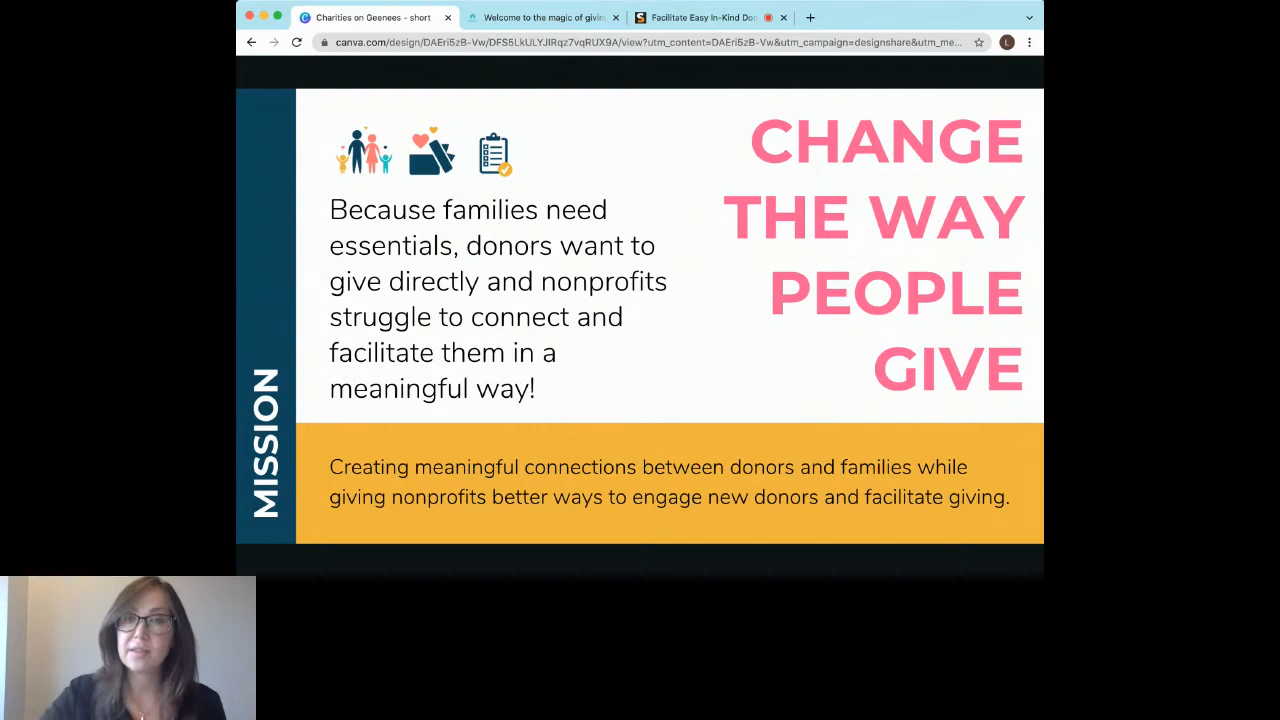 Charities on Geenees - short
Welcome to the magic of givin
Facilitate Easy In-Kind Do
canva.com/design/DAEri5zB-Vw/DFS5LkULYJIRqz7vqRUX9A/view?utm_content=DAEri5zB-Vw&utm_campaign=designshare&utm_me...
L
CHANGE
THE WAY
PEOPLE
GIVE
Because families need
essentials, donors want to
give directly and nonprofits
struggle to connect and
facilitate them in a
meaningful way!
MISSION
Creating meaningful connections between donors and families while
giving nonprofits better ways to engage new donors and facilitate giving.